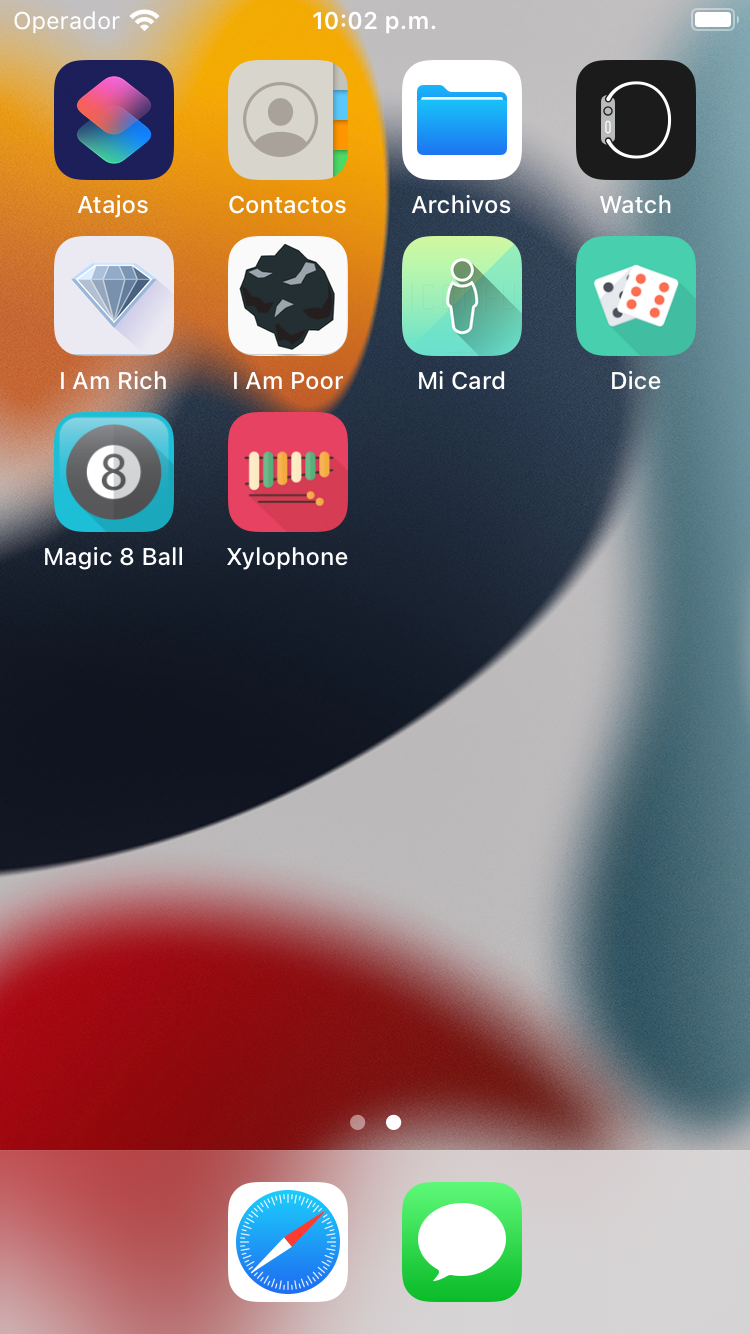 Operador 10:02 p.m.
Atajos Contactos Archivos Watch
I Am Rich I Am Poor Mi Card Dice
8
Magic 8 Ball Xylophone